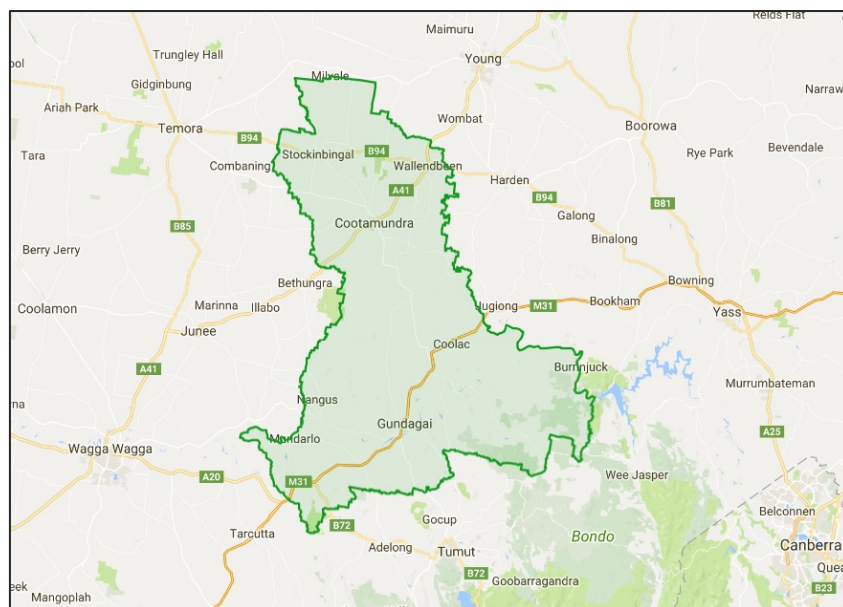 Reids Flat
Maimuru
Trungley Hall
Young
ool
Milvale
Gidginbung
Narraw
Ariah Park
Wombat
Temora
Boorowa
B94
Stockinbingal
B94
Bevendale
Tara
Combaning
Wallendbeen
Rye Park
Harden
A41
B94
B81
Galong
Cootamundra
B85
Binalong
Berry Jerry
Bethungra
Bowning
Marinna
Illabo
Jugiong
M31
Bookham
Coolamon
Yass
Junee
Coolac
A41
Burrinjuck
Murrumbateman
Nangus
rna
Gundagai
A25
Mundarlo
Wagga Wagga
Wee Jasper
A20
M31
Belconnen
Gocup
B72
Tarcutta
Bondo
Adelong
Tumut
Canberra
B72
Quea
eek
Goobarragandra
B23
Mangoplah